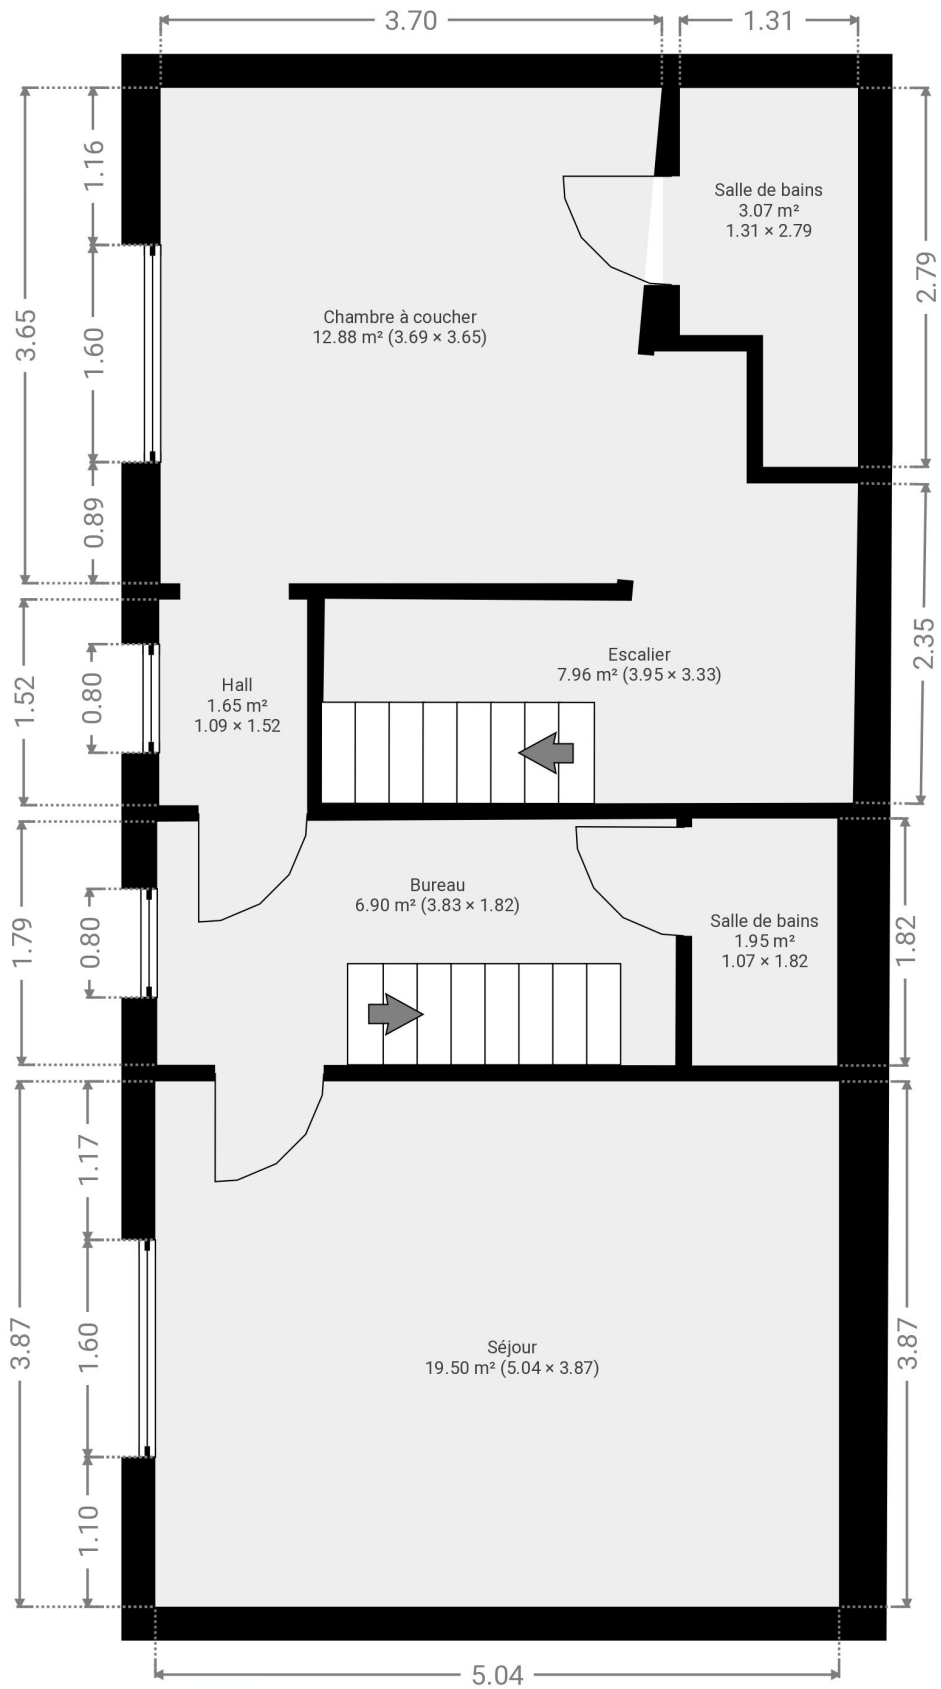 3.70
1.31
1.16
3.65
1.60
0.89
2.79
Salle de bains
3.07 m²
1.31 × 2.79
Chambre à coucher
12.88 m² (3.69 × 3.65)
1.52
0.80
Hall
1.65 m²
1.09 × 1.52
Escalier
7.96 m² (3.95 × 3.33)
2.35
1.79
0.80
Bureau
6.90 m² (3.83 × 1.82)
Salle de bains
1.95 m²
1.07 × 1.82
1.82
1.17
3.87
1.60
1.10
Séjour
19.50 m² (5.04 × 3.87)
3.87
5.04